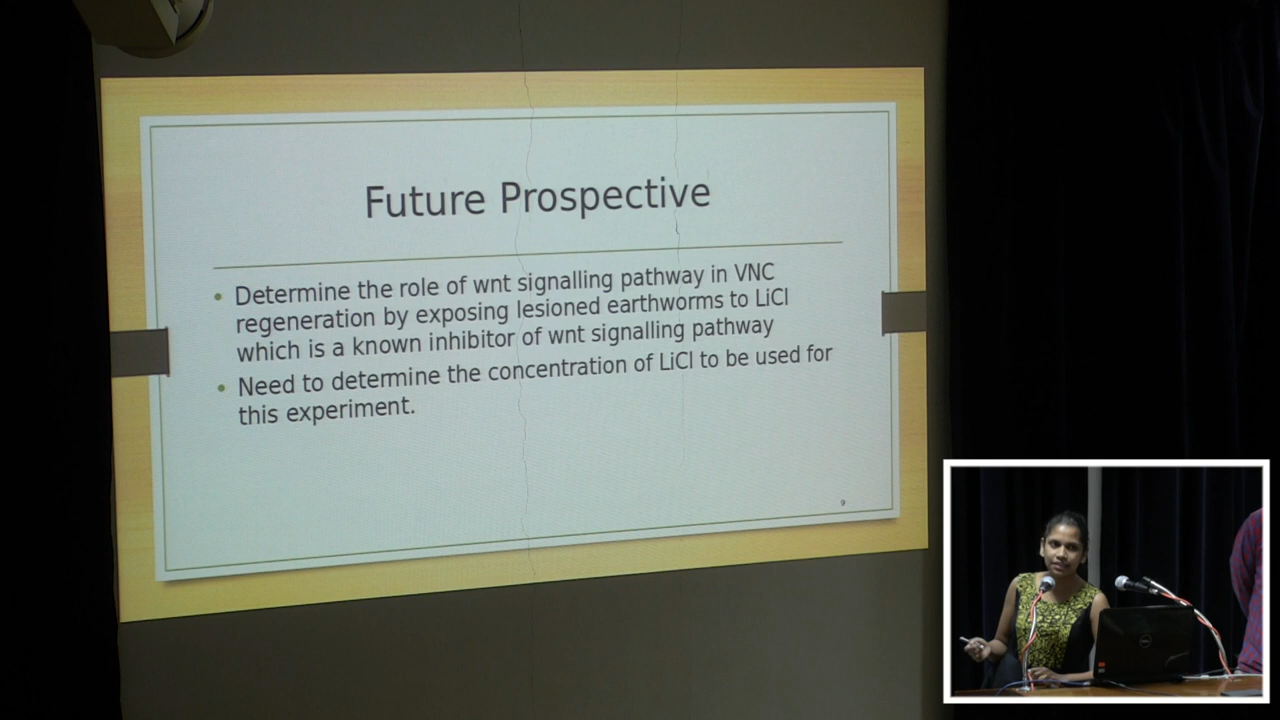 Future Prospective
• Determine the role of wnt signalling pathway in VNC
regeneration by exposing lesioned earthworms to LiCl
which is a known inhibitor of wnt signalling pathway
• Need to determine the concentration of LiCl to be used for
this experiment.
9
DELL